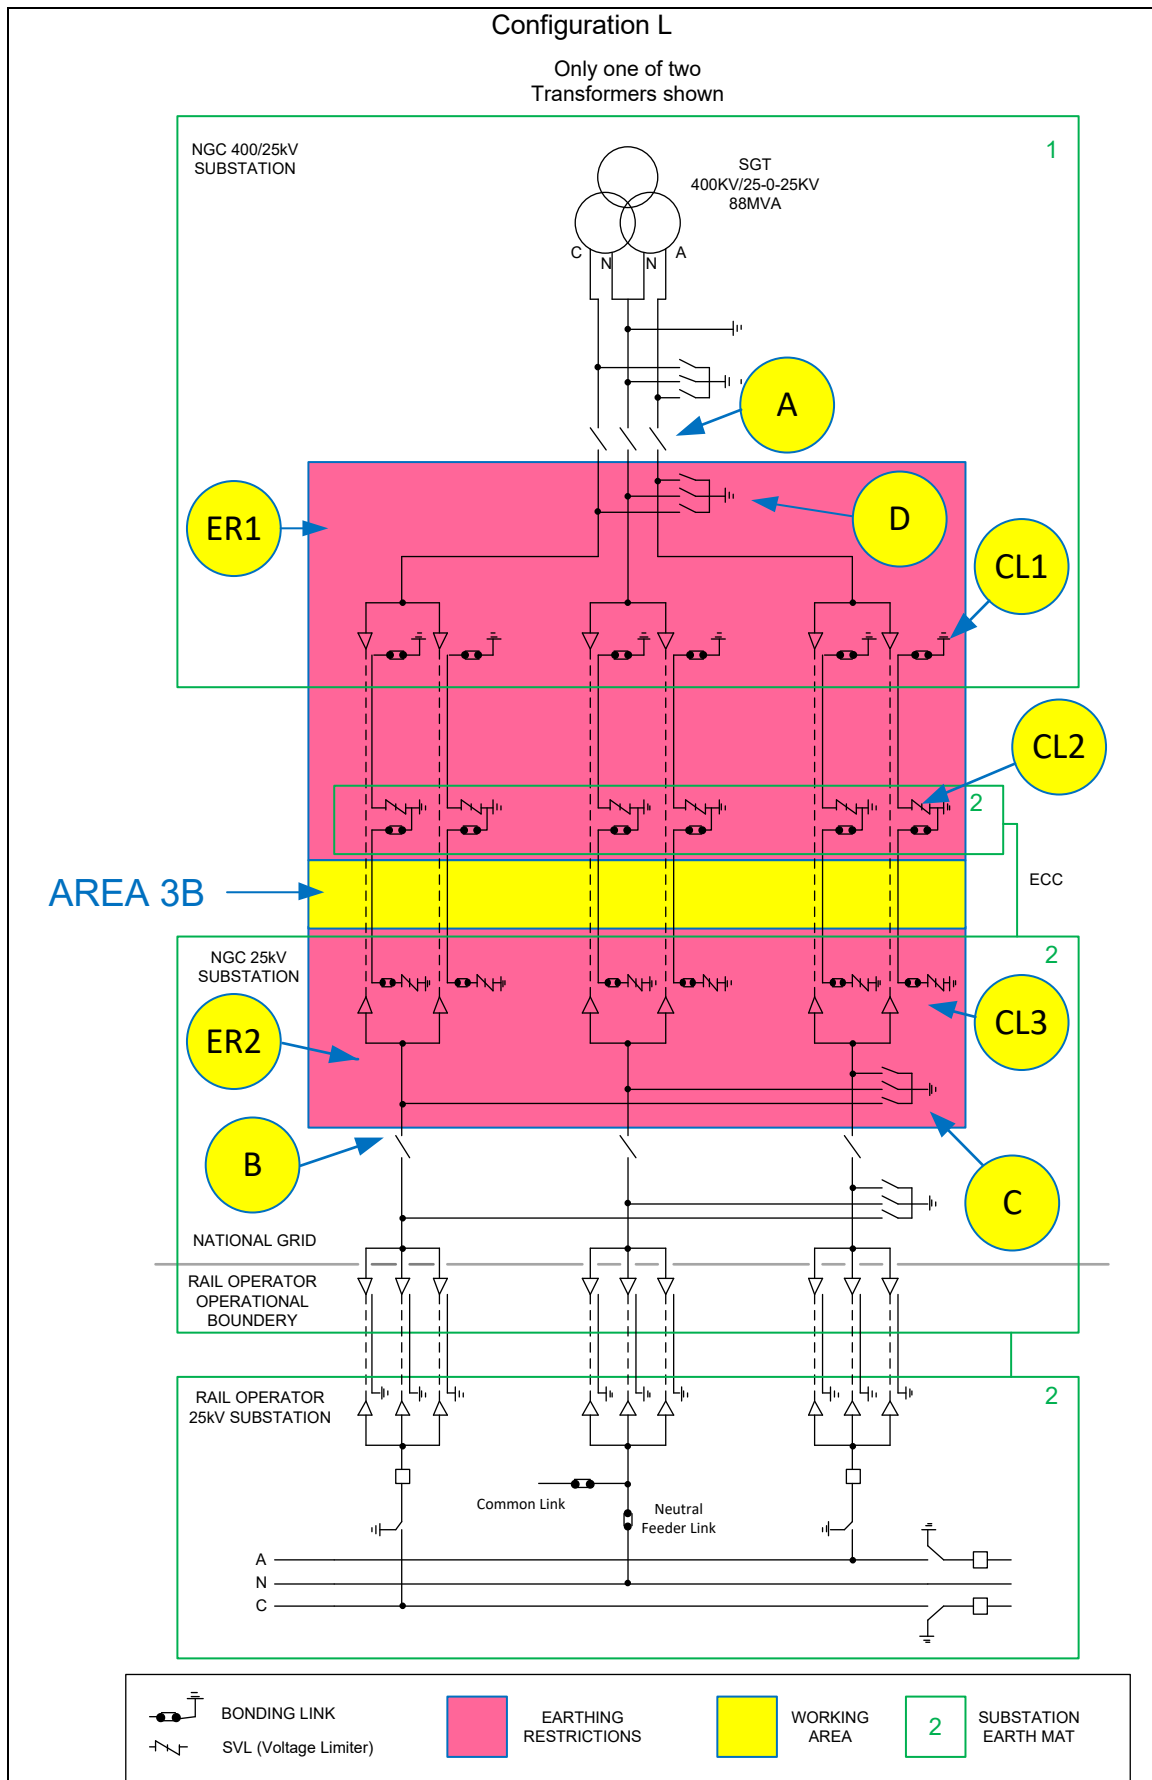 Configuration L
Only one of two
Transformers shown
NGC 400/25kV
SUBSTATION
1
SGT
400KV/25-0-25KV
88MVA
C
N
N
A
A
ER1
D
CL1
CL2
2
AREA 3B
ECC
NGC 25kV
SUBSTATION
2
ER2
CL3
B
C
NATIONAL GRID
RAIL OPERATOR
OPERATIONAL
BOUNDERY
RAIL OPERATOR
25kV SUBSTATION
2
Common Link
Neutral
Feeder Link
A
N
C
BONDING LINK
SVL (Voltage Limiter)
EARTHING
RESTRICTIONS
WORKING
AREA
2
SUBSTATION
EARTH MAT